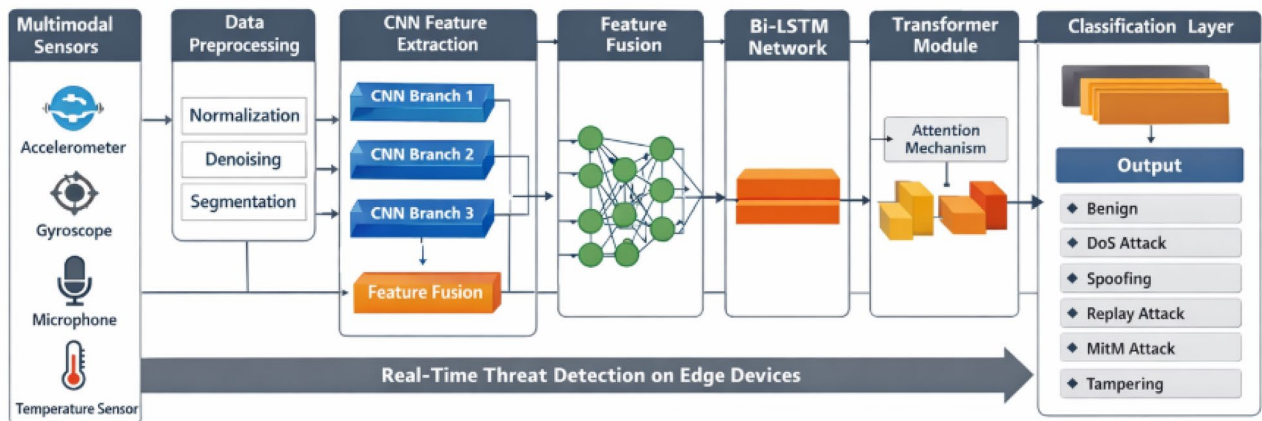 Multimodal
Sensors
Accelerometer
Gyroscope
Microphone
Temperature Sensor
Data
Preprocessing
Normalization
Denoising
Segmentation
CNN Feature
Extraction
CNN Branch 1
CNN Branch 2
CNN Branch 3
Feature Fusion
Feature
Fusion
Bi-LSTM
Network
Transformer
Module
Attention
Mechanism
Classification Layer
Output
Benign
DoS Attack
Spoofing
Replay Attack
MitM Attack
Tampering
Real-Time Threat Detection on Edge Devices